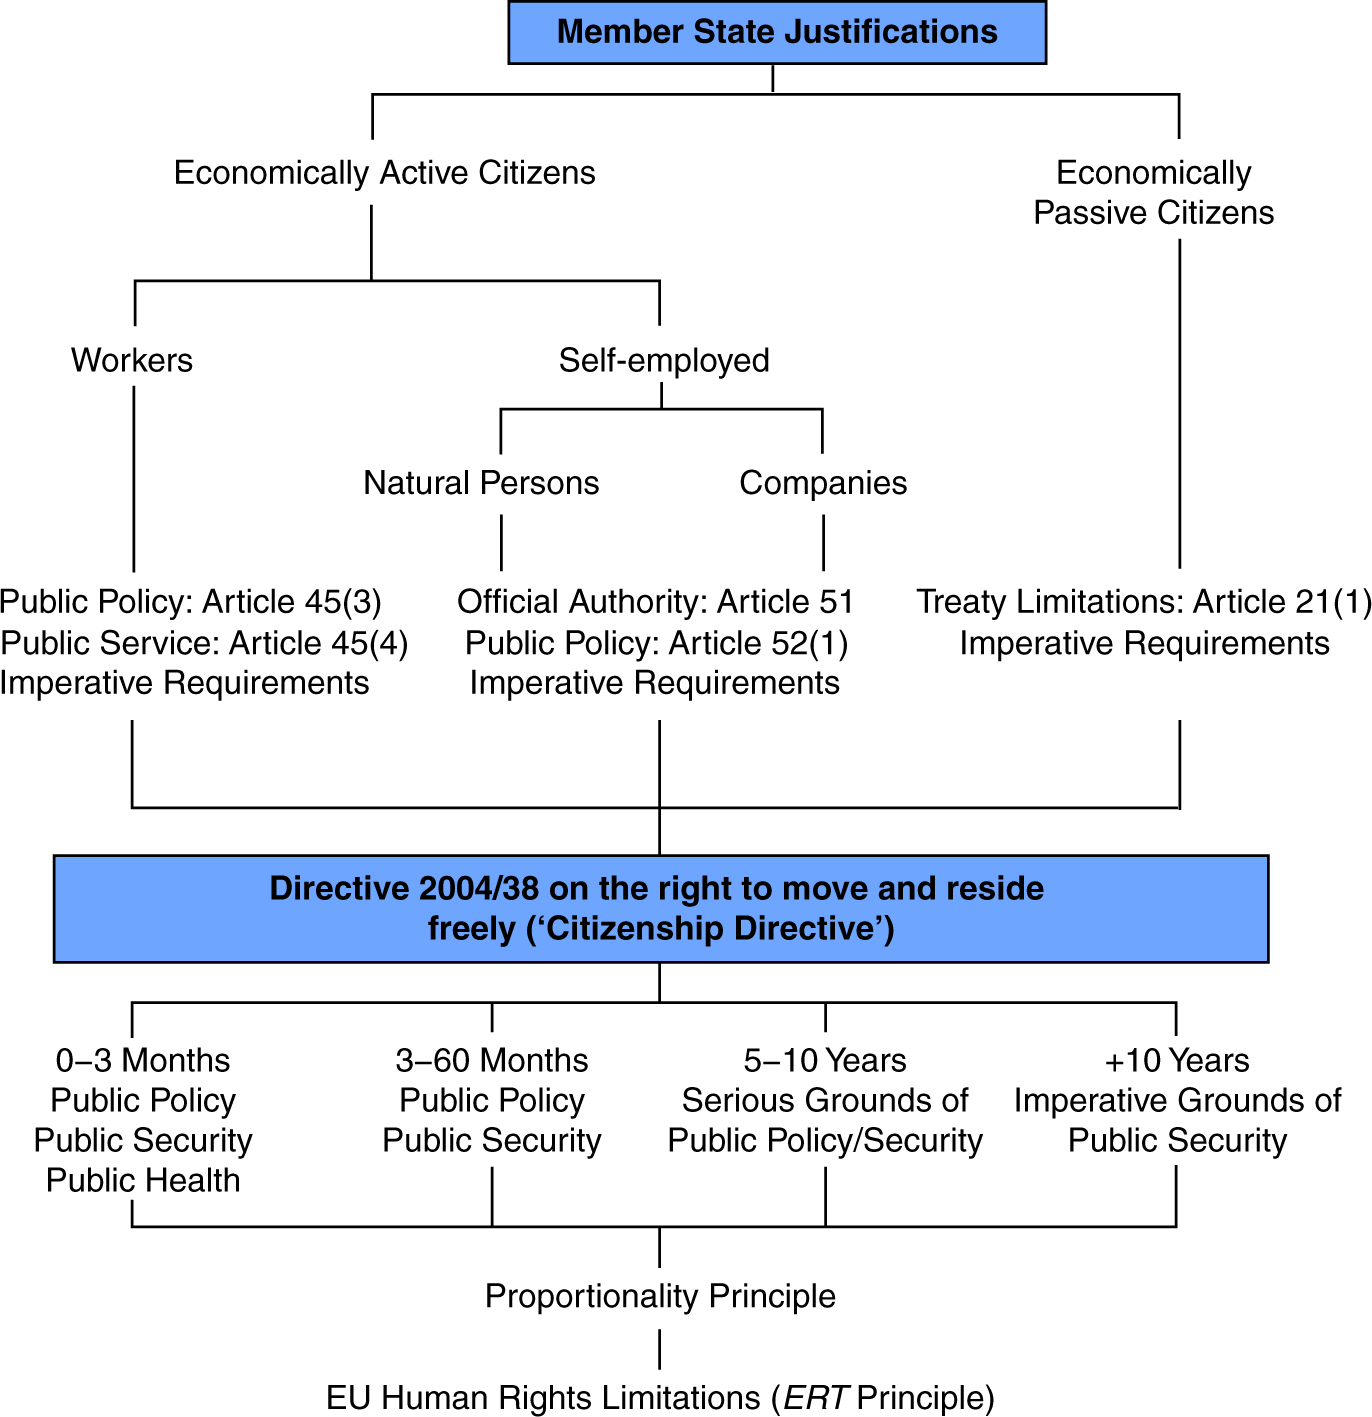 Member State Justifications
Economically Active Citizens
Economically
Passive Citizens
Workers
Self-employed
Natural Persons
Companies
Public Policy: Article 45(3)
Public Service: Article 45(4)
Imperative Requirements
Official Authority: Article 51
Public Policy: Article 52(1)
Imperative Requirements
Treaty Limitations: Article 21(1)
Imperative Requirements
Directive 2004/38 on the right to move and reside
freely (‘Citizenship Directive’)
0–3 Months
Public Policy
Public Security
Public Health
3–60 Months
Public Policy
Public Security
5–10 Years
Serious Grounds of
Public Policy/Security
+10 Years
Imperative Grounds of
Public Security
Proportionality Principle
EU Human Rights Limitations (ERT Principle)